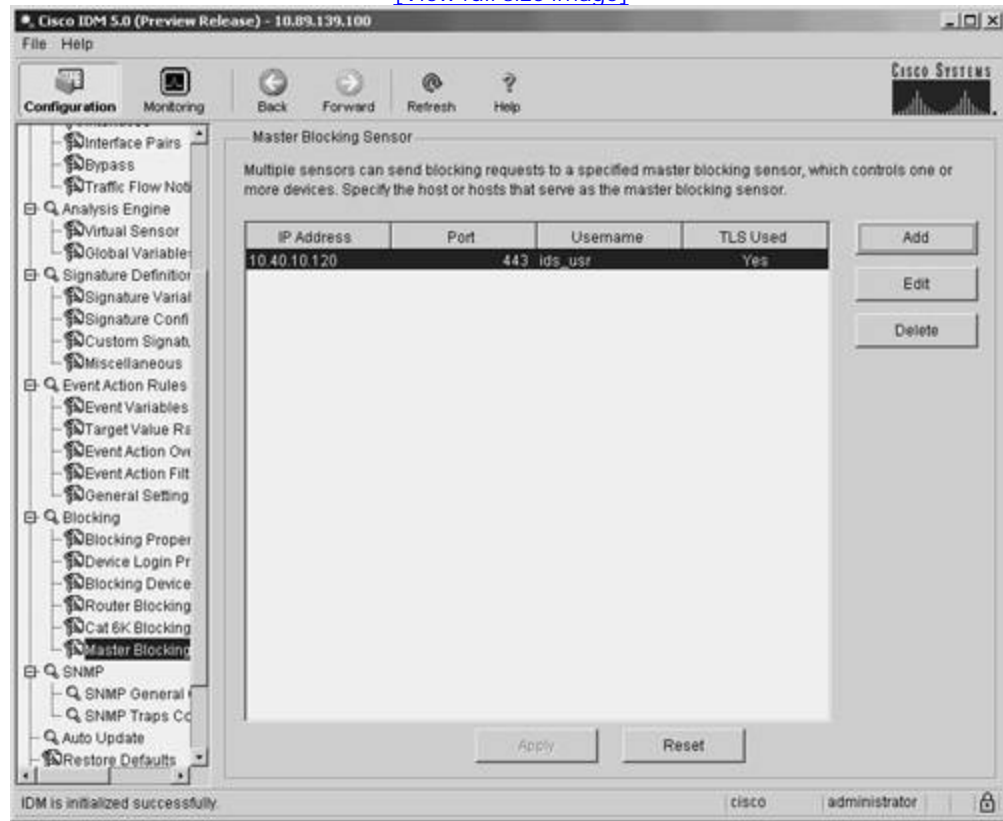 [View full size image]
Cisco IDM 5.0 (Preview Release) - 10.89.139.100
File Help
Configuration Monitoring Back Forward Refresh Help
CISCO SYSTEMS
Interface Pairs
Bypass
Traffic Flow Noti
Analysis Engine
Virtual Sensor
Global Variable
Signature Definition
Signature Varial
Signature Confi
Custom Signat
Miscellaneous
Event Action Rules
Event Variables
Target Value Ra
Event Action Ove
Event Action Filt
General Setting
Blocking
Blocking Proper
Device Login Pr
Blocking Device
Router Blocking
Cat 6K Blocking
Master Blocking
SNMP
SNMP General
SNMP Traps Co
Auto Update
Restore Defaults
Master Blocking Sensor
Multiple sensors can send blocking requests to a specified master blocking sensor, which controls one or
more devices. Specify the host or hosts that serve as the master blocking sensor.
IP Address Port Username TLS Used
10.40.10.120 443 ids_usr Yes
Add
Edit
Delete
Apply Reset
IDM is initialized successfully. cisco administrator